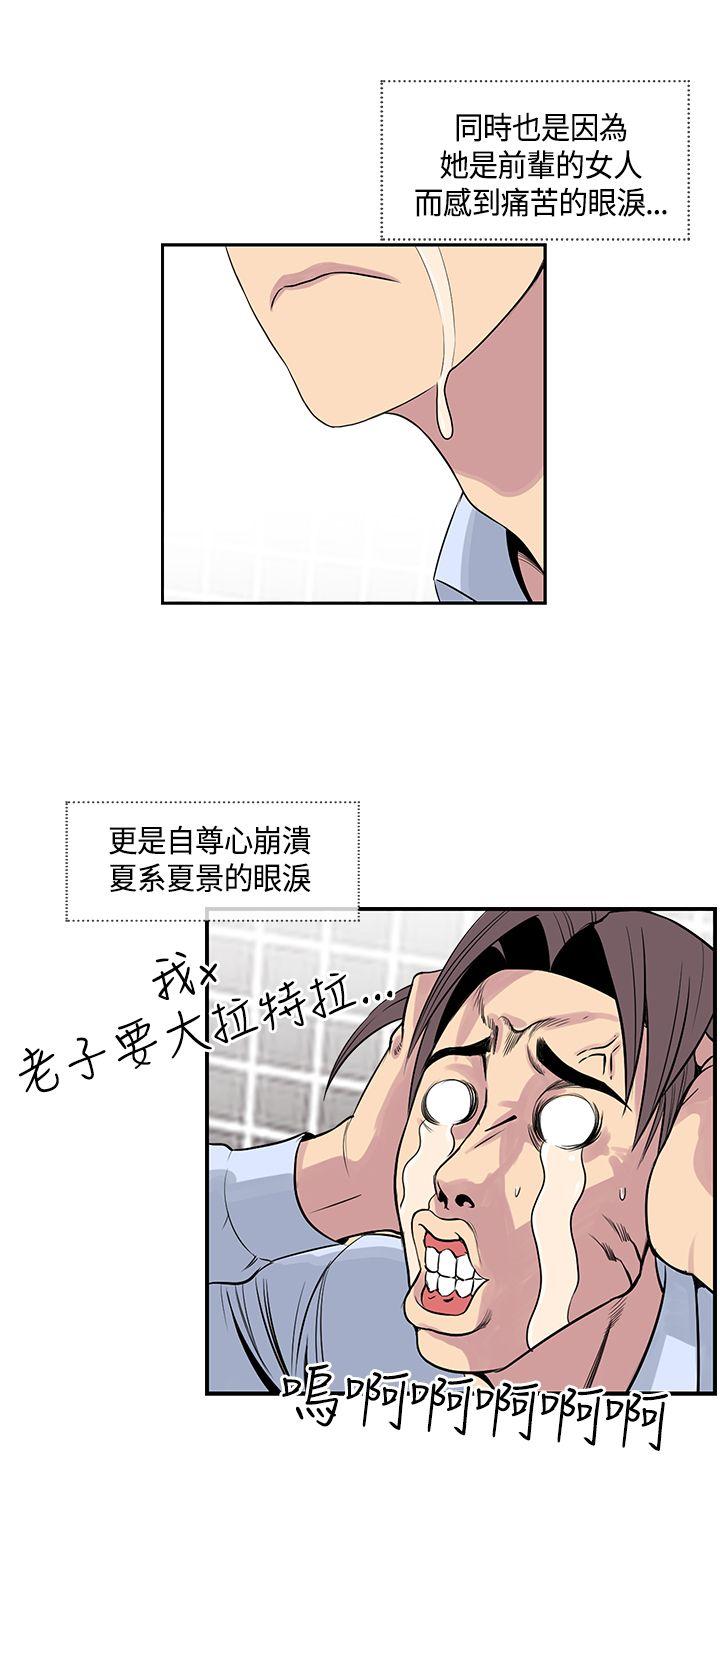 同時也是因為
她是前輩的女人
而感到痛苦的眼淚...
更是自尊心崩潰
夏系夏景的眼淚
我×
老子要大拉特拉...
嗚啊啊啊啊啊